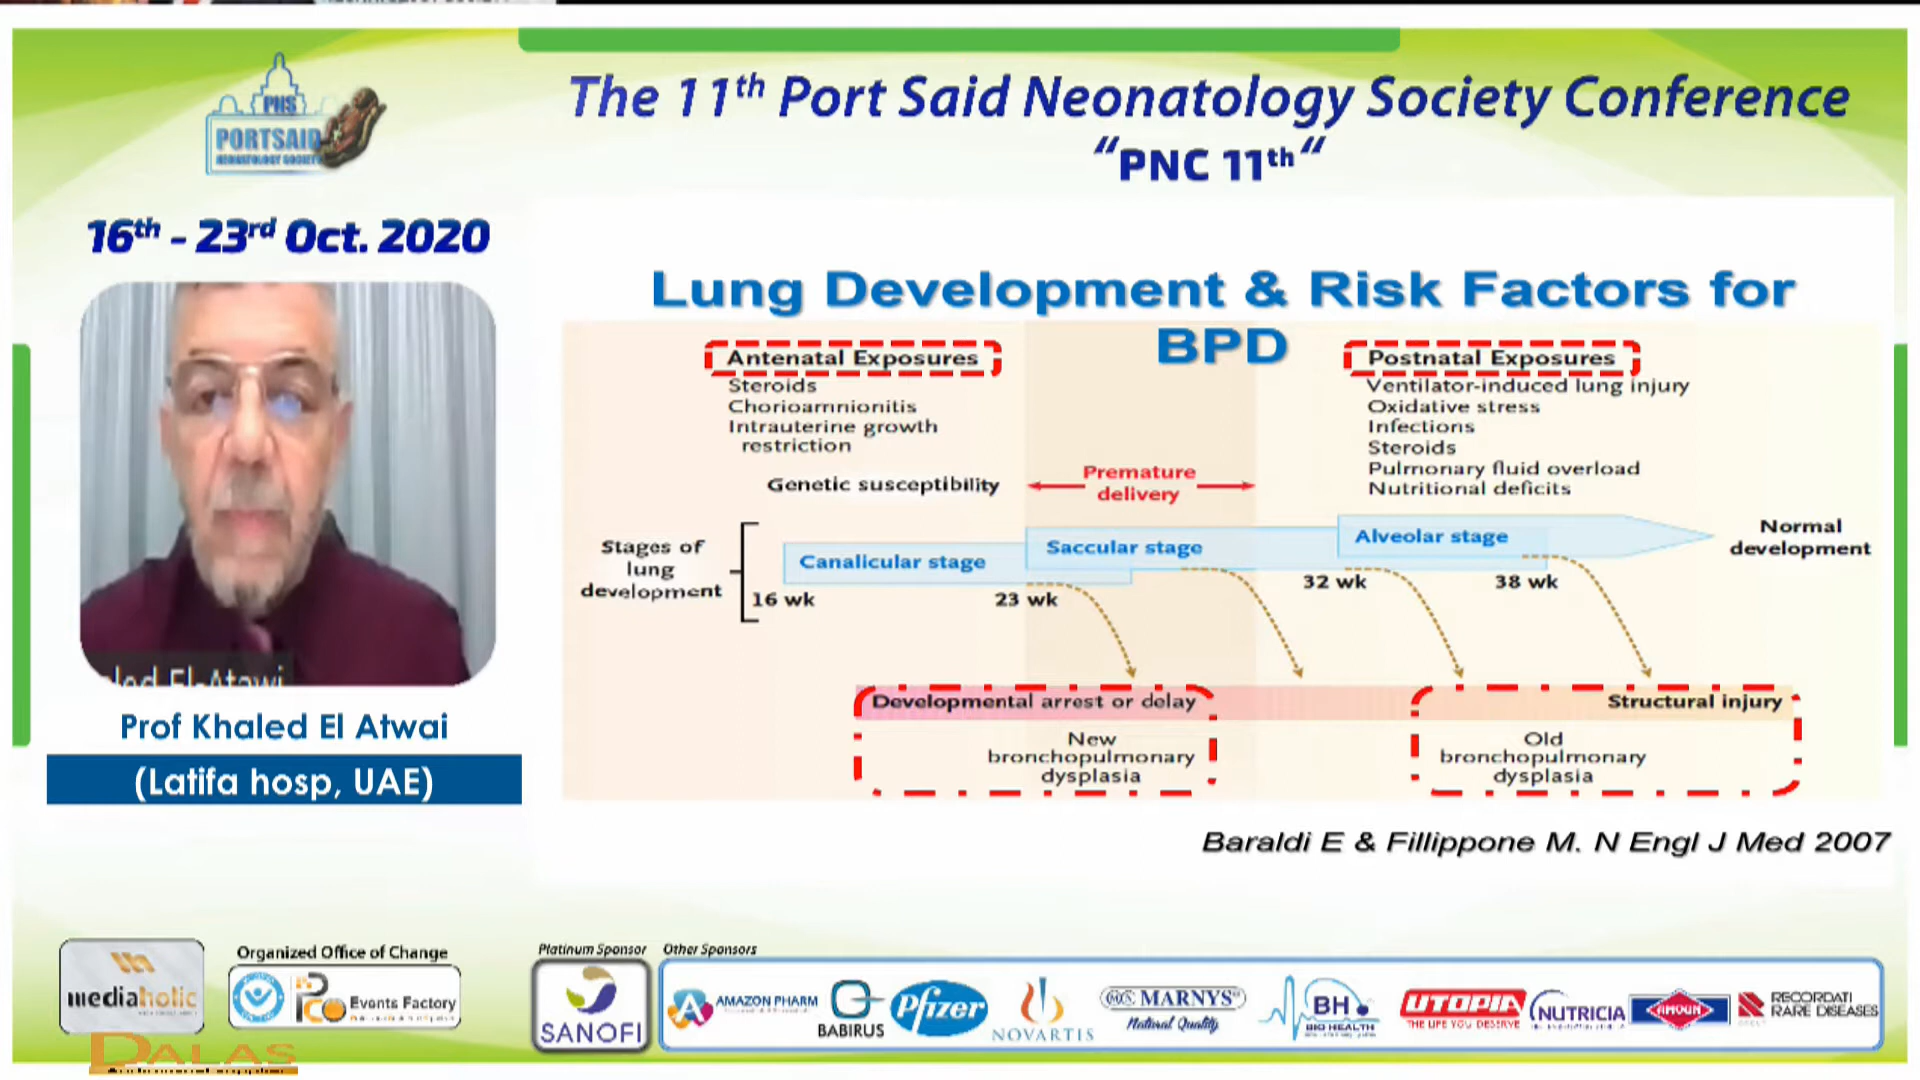 The 11th Port Said Neonatology Society Conference
“PNC 11th“
PNS
PORTSAID
NEONATOLOGY SOCIETY
16th - 23rd Oct. 2020
El-Atawi
Prof Khaled El Atwai
(Latifa hosp, UAE)
Lung Development & Risk Factors for
BPD
Antenatal Exposures
Steroids
Chorioamnionitis
Intrauterine growth
restriction
Genetic susceptibility
Premature
delivery
Postnatal Exposures
Ventilator-induced lung injury
Oxidative stress
Infections
Steroids
Pulmonary fluid overload
Nutritional deficits
Stages of
lung
development
Canalicular stage
Saccular stage
Alveolar stage
Normal
development
16 wk
23 wk
32 wk
38 wk
Developmental arrest or delay
New
bronchopulmonary
dysplasia
Structural injury
Old
bronchopulmonary
dysplasia
Baraldi E & Fillippone M. N Engl J Med 2007
mediaholic
Organized Office of Change
Events Factory
Platinum Sponsor
SANOFI
Other Sponsors
AMAZON PHARM
BABIRUS
Pfizer
NOVARTIS
MARNYS
Natural Quality
BH
BIO HEALTH
UTOPIA
THE LIFE YOU DESERVE
NUTRICIA
AMOUN
RECORDATI
RARE DISEASES
DALAS